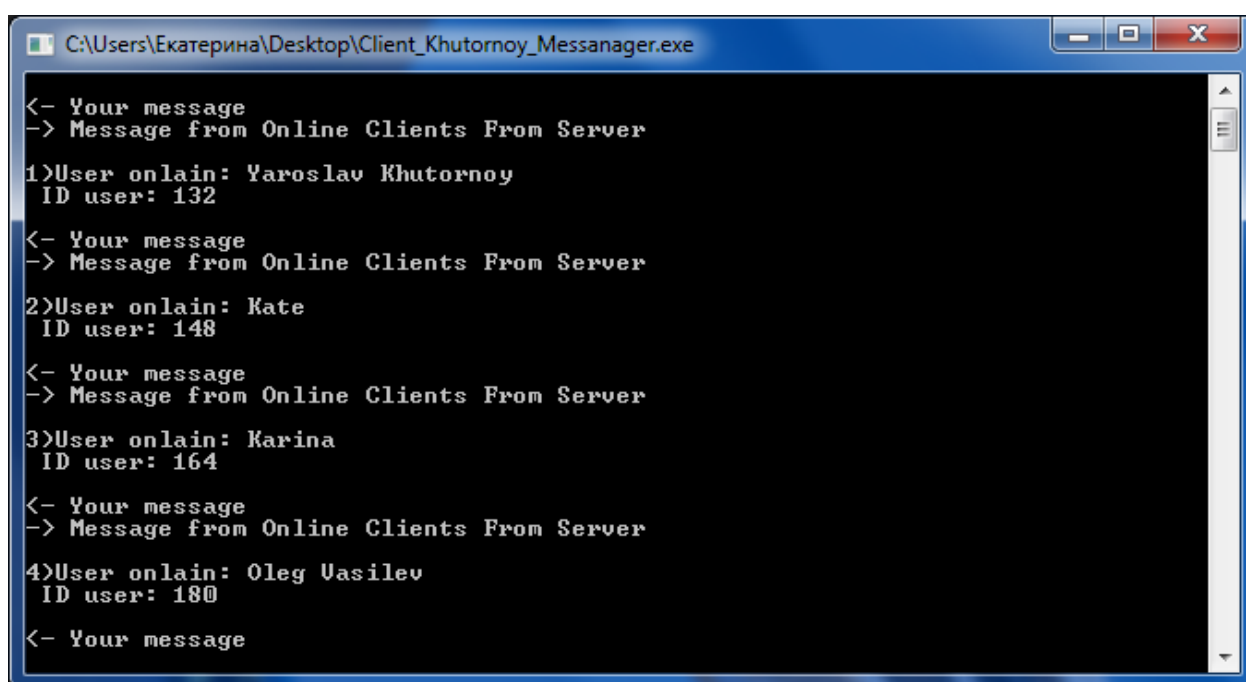 C:\Users\Екатерина\Desktop\Client_Khutornoy_Messanager.exe
<- Your message
-> Message from Online Clients From Server
1)User onlain: Yaroslav Khutornoy
ID user: 132
<- Your message
-> Message from Online Clients From Server
2)User onlain: Kate
ID user: 148
<- Your message
-> Message from Online Clients From Server
3)User onlain: Karina
ID user: 164
<- Your message
-> Message from Online Clients From Server
4)User onlain: Oleg Vasilev
ID user: 180
<- Your message